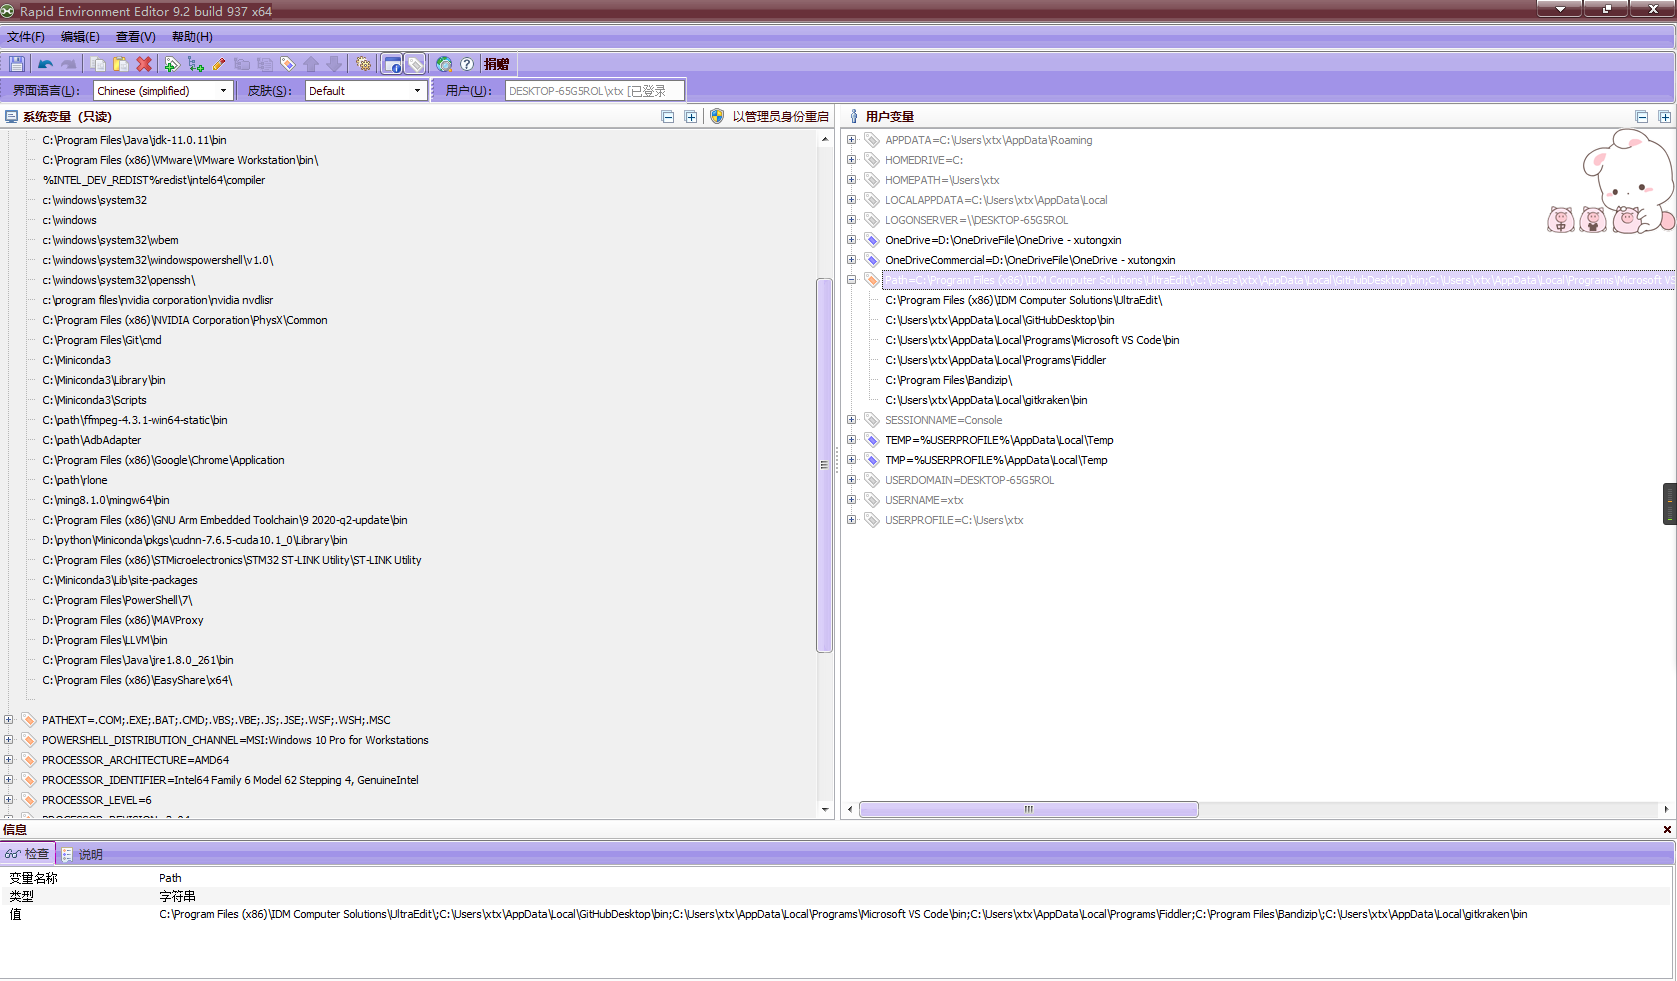 Rapid Environment Editor 9.2 build 937 x64
文件(F) 编辑(E) 查看(V) 帮助(H)
捐赠
界面语言(L): Chinese (simplified) 皮肤(S): Default 用户(U): DESKTOP-65G5ROL\xtx [已登录
系统变量 (只读) 以管理员身份重启
C:\Program Files\Java\jdk-11.0.11\bin
C:\Program Files (x86)\VMware\VMware Workstation\bin\
%INTEL_DEV_REDIST%redist\intel64\compiler
c:\windows\system32
c:\windows
c:\windows\system32\wbem
c:\windows\system32\windowspowershell\v1.0\
c:\windows\system32\openssh\
c:\program files\nvidia corporation\nvidia nvdlisr
C:\Program Files (x86)\NVIDIA Corporation\PhysX\Common
C:\Program Files\Git\cmd
C:\Miniconda3
C:\Miniconda3\Library\bin
C:\Miniconda3\Scripts
C:\path\ffmpeg-4.3.1-win64-static\bin
C:\path\AdbAdapter
C:\Program Files (x86)\Google\Chrome\Application
C:\path\rlone
C:\ming8.1.0\mingw64\bin
C:\Program Files (x86)\GNU Arm Embedded Toolchain\9 2020-q2-update\bin
D:\python\Miniconda\pkgs\cudnn-7.6.5-cuda10.1_0\Library\bin
C:\Program Files (x86)\STMicroelectronics\STM32 ST-LINK Utility\ST-LINK Utility
C:\Miniconda3\Lib\site-packages
C:\Program Files\PowerShell\7\
D:\Program Files (x86)\MAVProxy
D:\Program Files\LLVM\bin
C:\Program Files\Java\jre1.8.0_261\bin
C:\Program Files (x86)\EasyShare\x64\
PATHEXT=.COM;.EXE;.BAT;.CMD;.VBS;.VBE;.JS;.JSE;.WSF;.WSH;.MSC
POWERSHELL_DISTRIBUTION_CHANNEL=MSI:Windows 10 Pro for Workstations
PROCESSOR_ARCHITECTURE=AMD64
PROCESSOR_IDENTIFIER=Intel64 Family 6 Model 62 Stepping 4, GenuineIntel
PROCESSOR_LEVEL=6
用户变量
APPDATA=C:\Users\xtx\AppData\Roaming
HOMEDRIVE=C:
HOMEPATH=\Users\xtx
LOCALAPPDATA=C:\Users\xtx\AppData\Local
LOGONSERVER=\\DESKTOP-65G5ROL
OneDrive=D:\OneDriveFile\OneDrive - xutongxin
OneDriveCommercial=D:\OneDriveFile\OneDrive - xutongxin
Path=C:\Program Files (x86)\IDM Computer Solutions\UltraEdit\;C:\Users\xtx\AppData\Local\GitHubDesktop\bin;C:\Users\xtx\AppData\Local\Programs\Microsoft VS
C:\Program Files (x86)\IDM Computer Solutions\UltraEdit\
C:\Users\xtx\AppData\Local\GitHubDesktop\bin
C:\Users\xtx\AppData\Local\Programs\Microsoft VS Code\bin
C:\Users\xtx\AppData\Local\Programs\Fiddler
C:\Program Files\Bandizip\
C:\Users\xtx\AppData\Local\gitkraken\bin
SESSIONNAME=Console
TEMP=%USERPROFILE%\AppData\Local\Temp
TMP=%USERPROFILE%\AppData\Local\Temp
USERDOMAIN=DESKTOP-65G5ROL
USERNAME=xtx
USERPROFILE=C:\Users\xtx
信息
检查 说明
变量名称 Path
类型 字符串
值 C:\Program Files (x86)\IDM Computer Solutions\UltraEdit\;C:\Users\xtx\AppData\Local\GitHubDesktop\bin;C:\Users\xtx\AppData\Local\Programs\Microsoft VS Code\bin;C:\Users\xtx\AppData\Local\Programs\Fiddler;C:\Program Files\Bandizip\;C:\Users\xtx\AppData\Local\gitkraken\bin